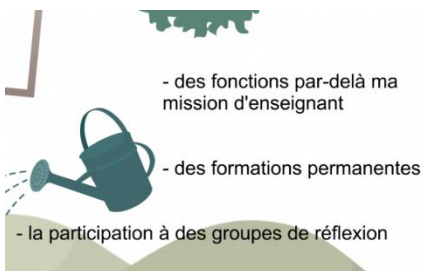 - des fonctions par-delà ma
mission d'enseignant
- des formations permanentes
- la participation à des groupes de réflexion